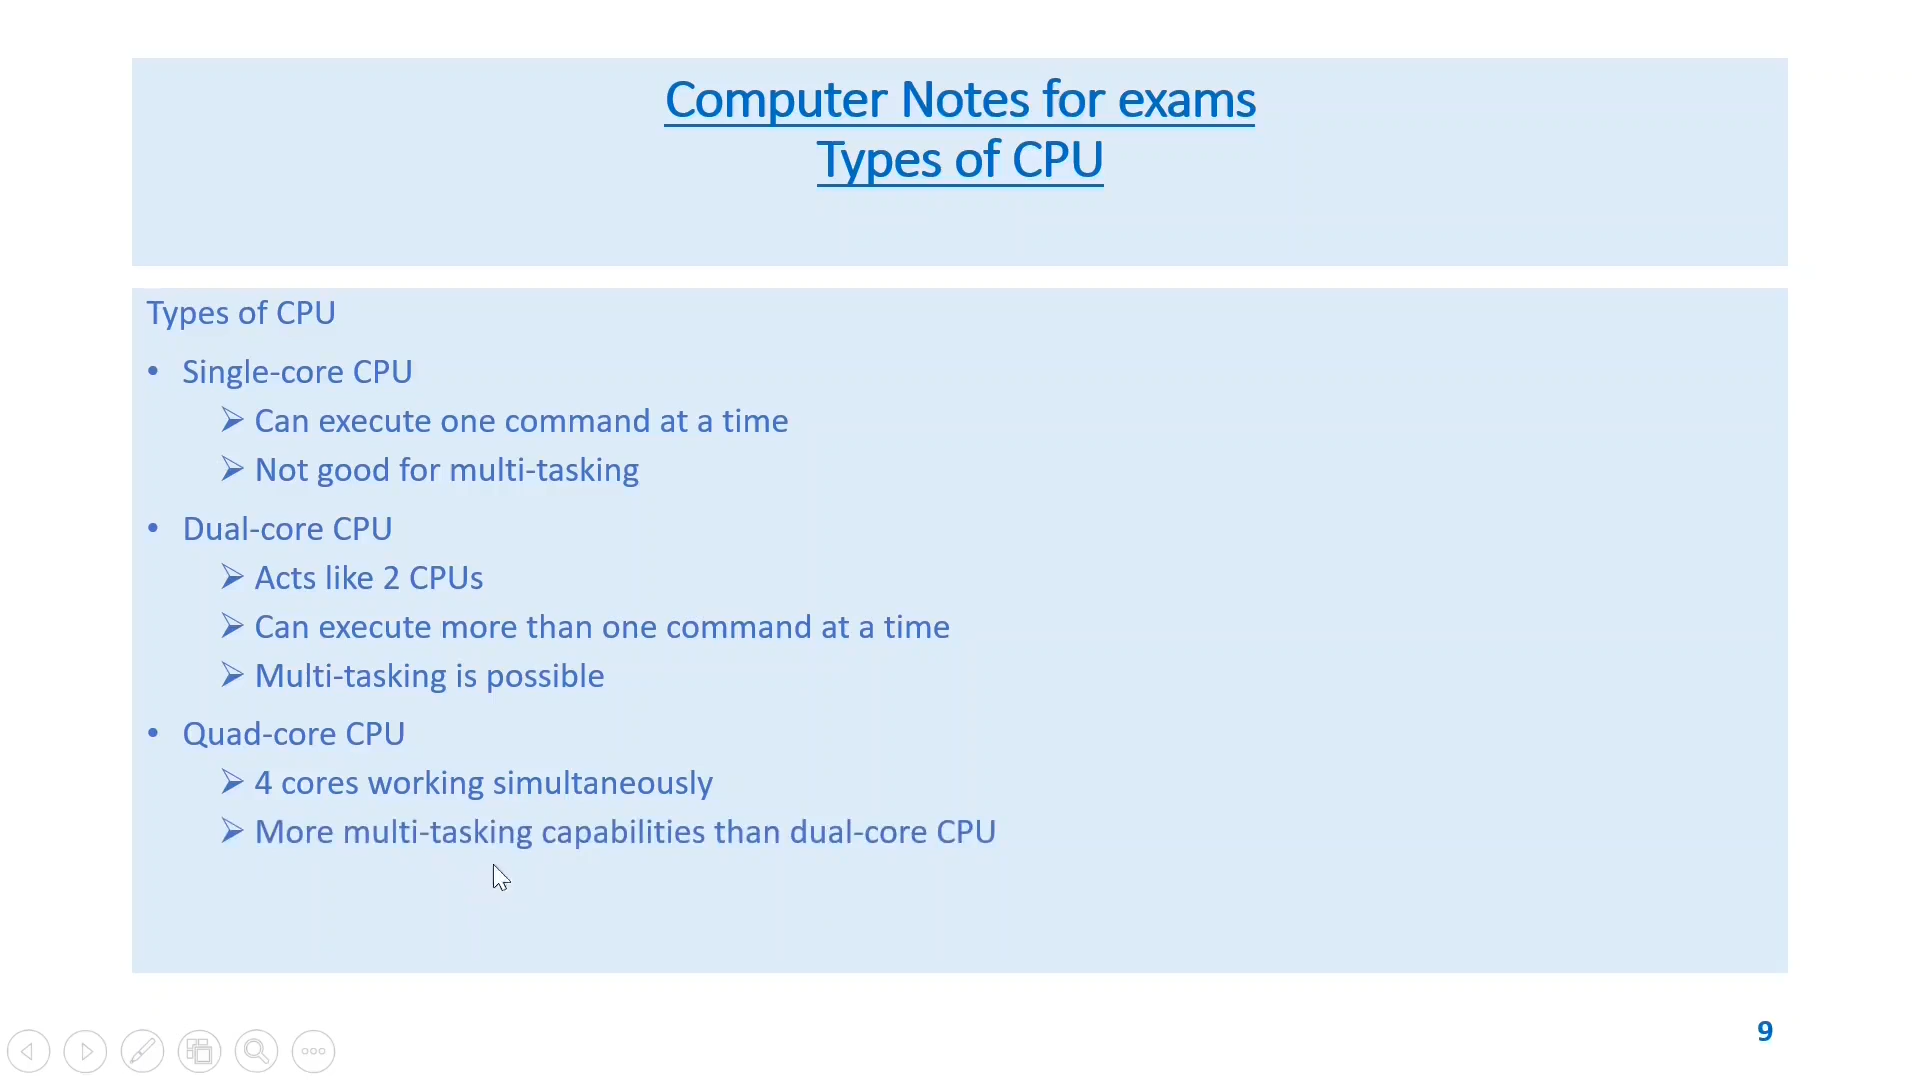 Computer Notes for exams
Types of CPU
Types of CPU
• Single-core CPU
➢ Can execute one command at a time
➢ Not good for multi-tasking
• Dual-core CPU
➢ Acts like 2 CPUs
➢ Can execute more than one command at a time
➢ Multi-tasking is possible
• Quad-core CPU
➢ 4 cores working simultaneously
➢ More multi-tasking capabilities than dual-core CPU
9